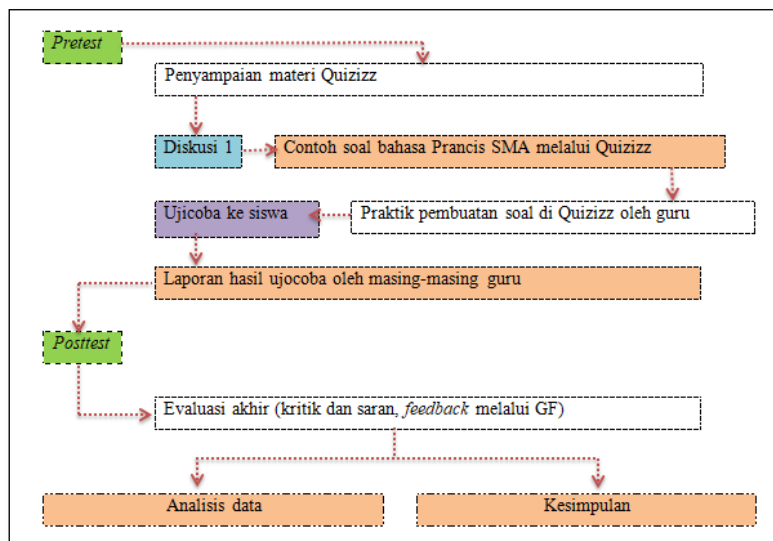 Pretest
Penyampaian materi Quizizz
Diskusi 1
Contoh soal bahasa Prancis SMA melalui Quizizz
Ujicoba ke siswa
Praktik pembuatan soal di Quizizz oleh guru
Laporan hasil ujocoba oleh masing-masing guru
Posttest
Evaluasi akhir (kritik dan saran, feedback melalui GF)
Analisis data
Kesimpulan